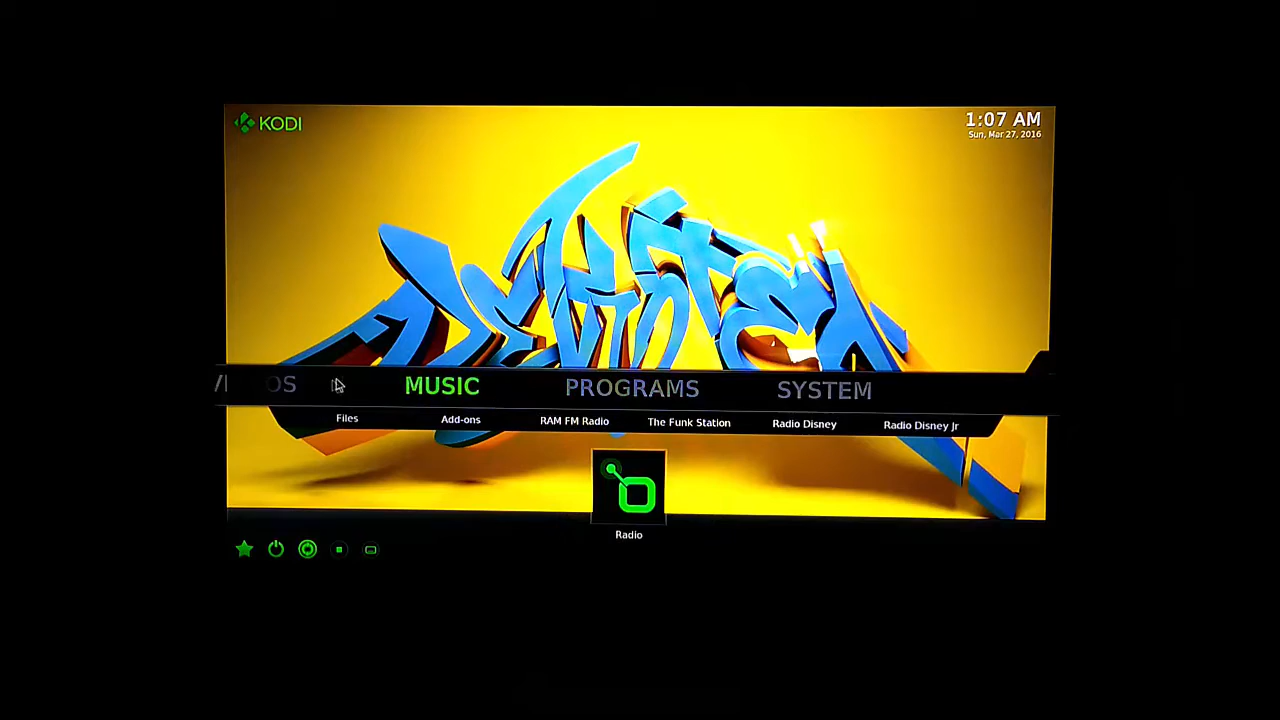 KODI
1:07 AM
Sun, Mar 27, 2016
OS MUSIC PROGRAMS SYSTEM
Files Add-ons RAM FM Radio The Funk Station Radio Disney Radio Disney Jr
Radio